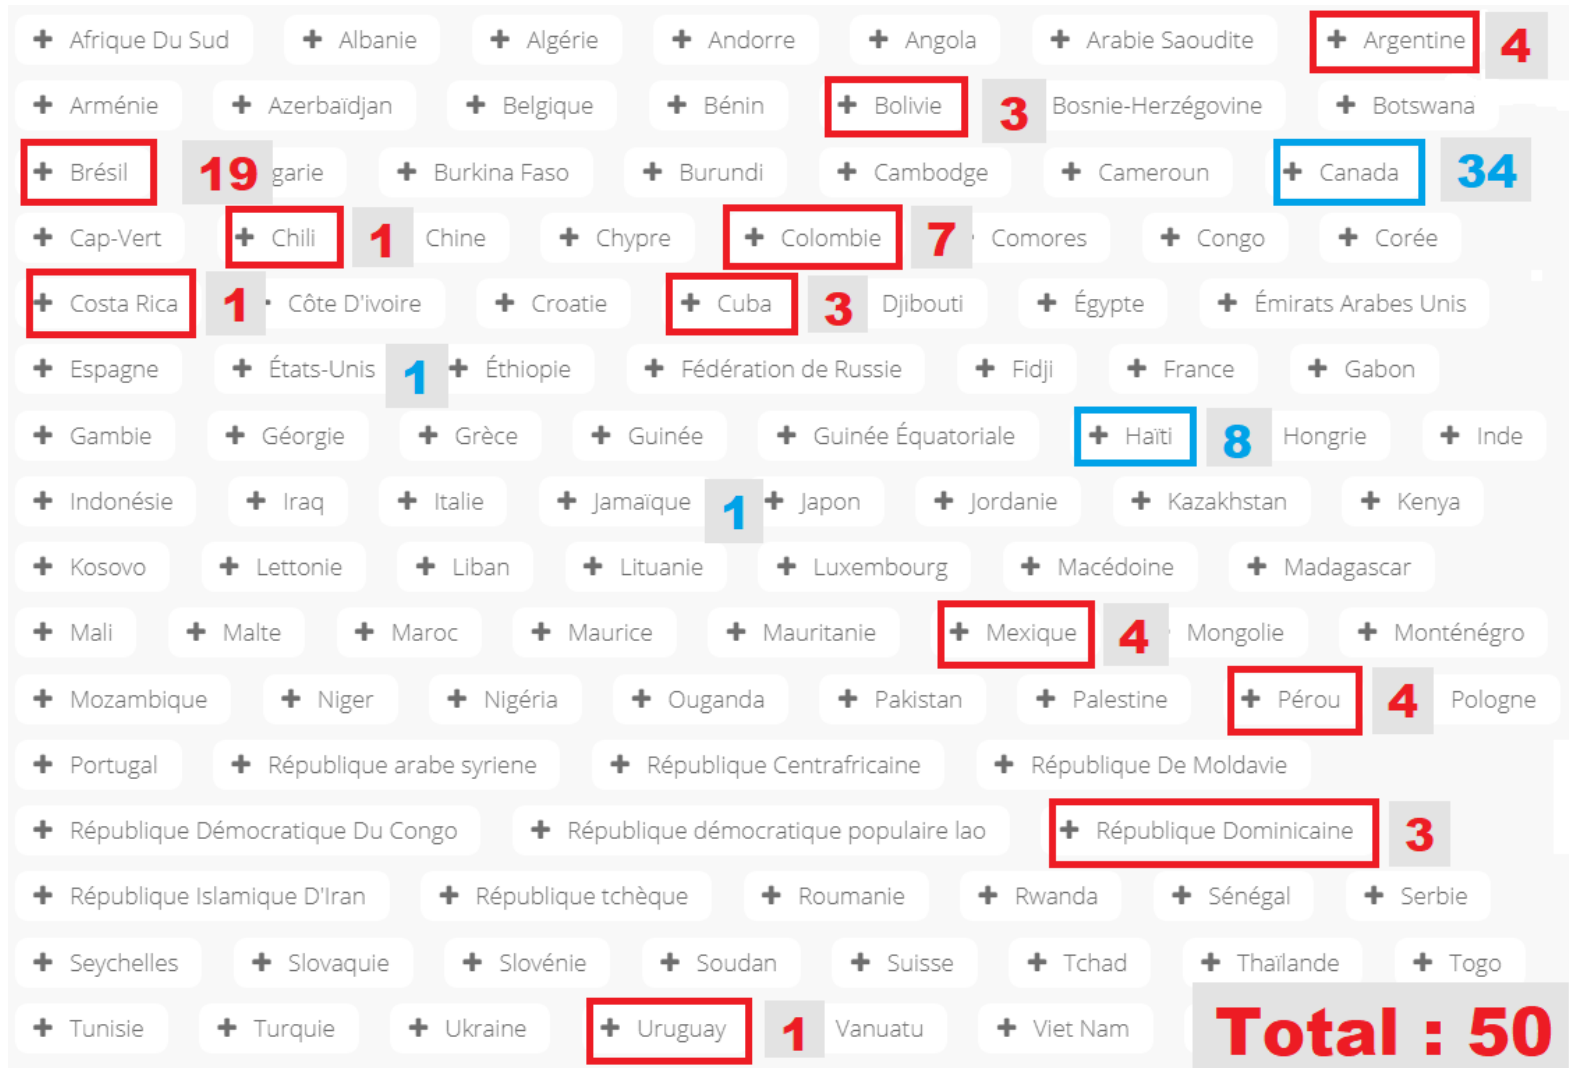 + Afrique Du Sud + Albanie + Algérie + Andorre + Angola + Arabie Saoudite + Argentine 4
+ Arménie + Azerbaïdjan + Belgique + Bénin + Bolivie 3 Bosnie-Herzégovine + Botswana
+ Brésil 19 garie + Burkina Faso + Burundi + Cambodge + Cameroun + Canada 34
+ Cap-Vert + Chili 1 Chine + Chypre + Colombie 7 Comores + Congo + Corée
+ Costa Rica 1 Côte D'ivoire + Croatie + Cuba 3 Djibouti + Égypte + Émirats Arabes Unis
+ Espagne + États-Unis 1 + Éthiopie + Fédération de Russie + Fidji + France + Gabon
+ Gambie + Géorgie + Grèce + Guinée + Guinée Équatoriale + Haïti 8 Hongrie + Inde
+ Indonésie + Iraq + Italie + Jamaïque 1 + Japon + Jordanie + Kazakhstan + Kenya
+ Kosovo + Lettonie + Liban + Lituanie + Luxembourg + Macédoine + Madagascar
+ Mali + Malte + Maroc + Maurice + Mauritanie + Mexique 4 Mongolie + Monténégro
+ Mozambique + Niger + Nigéria + Ouganda + Pakistan + Palestine + Pérou 4 Pologne
+ Portugal + République arabe syriene + République Centrafricaine + République De Moldavie
+ République Démocratique Du Congo + République démocratique populaire lao + République Dominicaine 3
+ République Islamique D'Iran + République tchèque + Roumanie + Rwanda + Sénégal + Serbie
+ Seychelles + Slovaquie + Slovénie + Soudan + Suisse + Tchad + Thaïlande + Togo
+ Tunisie + Turquie + Ukraine + Uruguay 1 Vanuatu + Viet Nam Total : 50